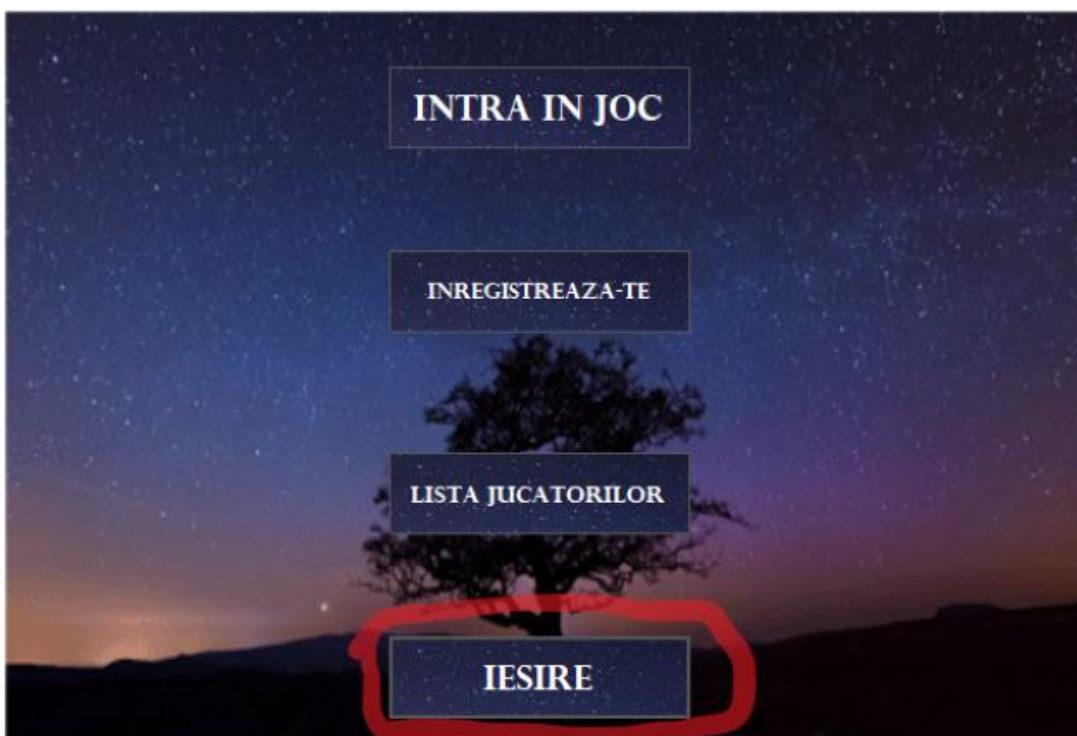 INTRA IN JOC
INREGISTREAZA-TE
LISTA JUCATORILOR
IESIRE